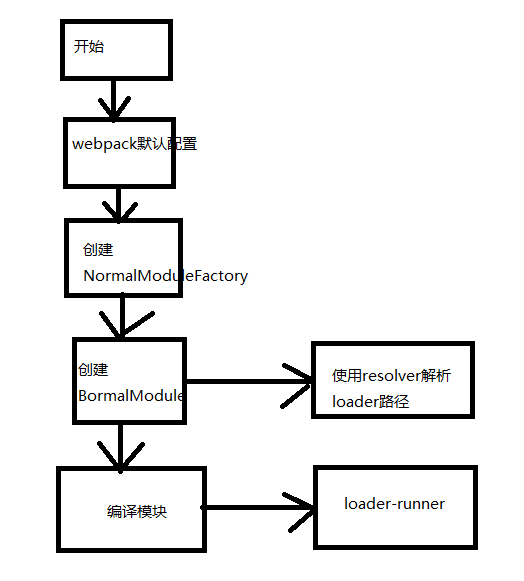 开始
webpack默认配置
创建
NormalModuleFactory
创建
BormalModule
使用resolver解析
loader路径
编译模块
loader-runner